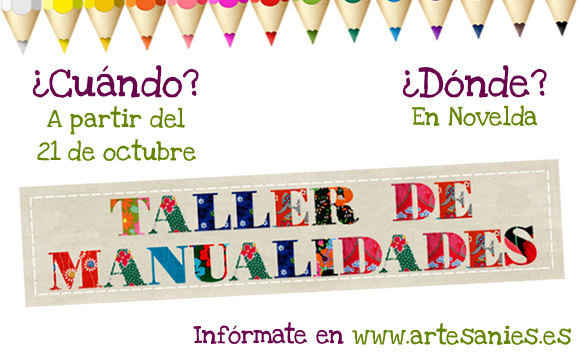 ¿Cuándo?
A partir del
21 de octubre
¿Dónde?
En Novelda
TALLER DE
MANUALIDADES
Infórmate en www.artesanies.es